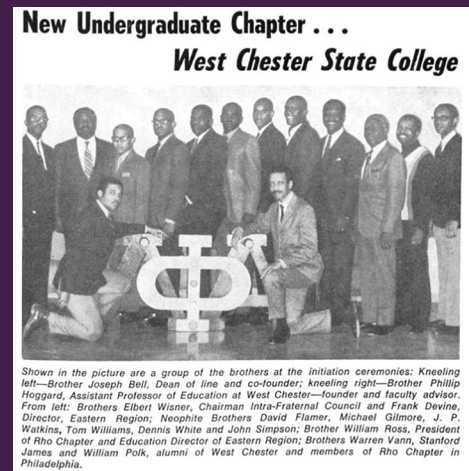 New Undergraduate Chapter . . .
West Chester State College
ΨΦΩ
Shown in the picture are a group of the brothers at the initiation ceremonies: Kneeling
left—Brother Joseph Bell, Dean of line and co-founder; kneeling right—Brother Phillip
Hoggard, Assistant Professor of Education at West Chester—founder and faculty advisor.
From left: Brothers Elbert Wisner, Chairman Intra-Fraternal Council and Frank Devine,
Director, Eastern Region; Neophite Brothers David Flamer, Michael Gilmore, J. P.
Watkins, Tom Williams, Dennis White and John Simpson; Brother William Ross, President
of Rho Chapter and Education Director of Eastern Region; Brothers Warren Vann, Stanford
James and William Polk, alumni of West Chester and members of Rho Chapter in
Philadelphia.